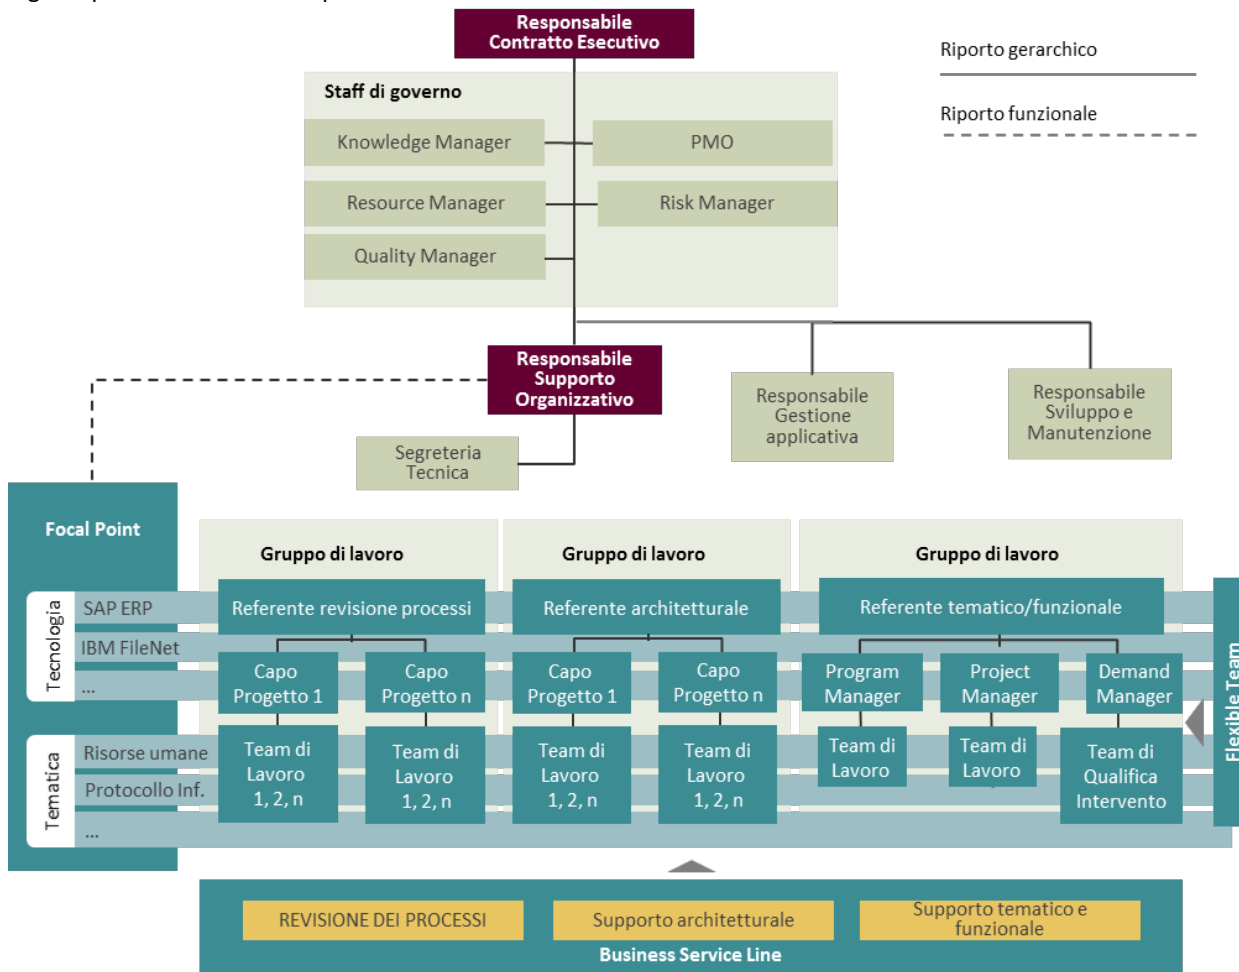 Responsabile
Contratto Esecutivo
Riporto gerarchico
Riporto funzionale
Staff di governo
Knowledge Manager
PMO
Resource Manager
Risk Manager
Quality Manager
Responsabile
Supporto
Organizzativo
Responsabile
Gestione
applicativa
Responsabile
Sviluppo e
Manutenzione
Segreteria
Tecnica
Focal Point
Tecnologia
SAP ERP
IBM FileNet
...
Tematica
Risorse umane
Protocollo Inf.
...
Gruppo di lavoro
Referente revisione processi
Capo
Progetto 1
Capo
Progetto n
Team di
Lavoro
1, 2, n
Team di
Lavoro
1, 2, n
Gruppo di lavoro
Referente architetturale
Capo
Progetto 1
Capo
Progetto n
Team di
Lavoro
1, 2, n
Team di
Lavoro
1, 2, n
Gruppo di lavoro
Referente tematico/funzionale
Program
Manager
Project
Manager
Demand
Manager
Team di
Lavoro
Team di
Lavoro
Team di
Qualifica
Intervento
Flexible Team
REVISIONE DEI PROCESSI
Supporto architetturale
Supporto tematico e
funzionale
Business Service Line